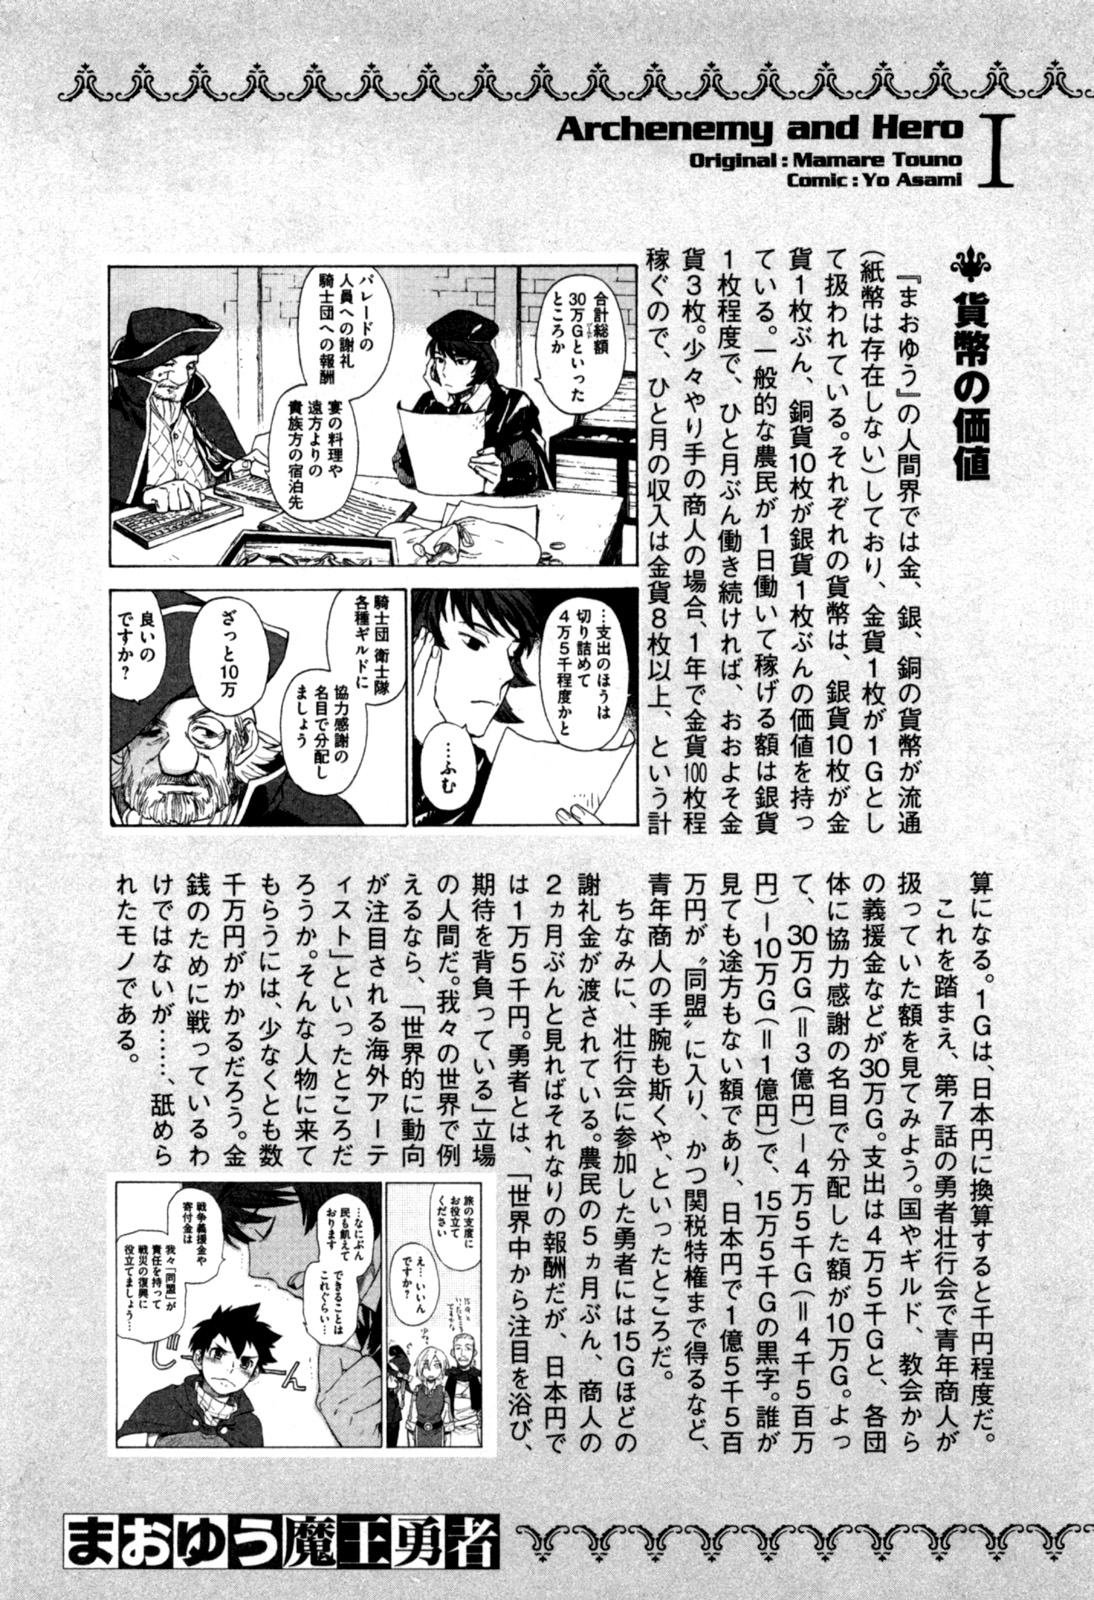 Archenemy and Hero
Original : Mamare Touno
Comic : Yo Asami
I
貨幣の価値
『まおゆう』の人間界では金、銀、銅の貨幣が流通
(紙幣は存在しない)しており、金貨1枚が1Gとし
て扱われている。それぞれの貨幣は、銀貨10枚が金
貨1枚ぶん、銅貨10枚が銀貨1枚ぶんの価値を持っ
ている。一般的な農民が1日働いて稼げる額は銀貨
1枚程度で、ひと月ぶん働き続ければ、おおよそ金
貨3枚。少々やり手の商人の場合、1年で金貨100枚程
稼ぐので、ひと月の収入は金貨8枚以上、という計
合計総額
30万Gといった
ところか
パレードの
人員への謝礼
騎士団への報酬
宴の料理や
遠方よりの
貴族方の宿泊先
…支出のほうは
切り詰めて
4万5千程度かと
…ふむ
騎士団 衛士隊
各種ギルドに
協力感謝の
名目で分配し
ましょう
ざっと10万
良いの
ですか？
算になる。1Gは、日本円に換算すると千円程度だ。
これを踏まえ、第7話の勇者壮行会で青年商人が
扱っていた額を見てみよう。国やギルド、教会から
の義援金などが30万G。支出は4万5千Gと、各団
体に協力感謝の名目で分配した額が10万G。よっ
て、30万G(＝3億円)−4万5千G(＝4千5百万
円)−10万G(＝1億円)で、15万5千Gの黒字。誰が
見ても途方もない額であり、日本円で1億5千5百
万円が〝同盟〟に入り、かつ関税特権まで得るなど、
青年商人の手腕も斯くや、といったところだ。
ちなみに、壮行会に参加した勇者には15Gほどの
謝礼金が渡されている。農民の5ヵ月ぶん、商人の
2ヵ月ぶんと見ればそれなりの報酬だが、日本円で
は1万5千円。勇者とは、「世界中から注目を浴び、
期待を背負っている」立場
の人間だ。我々の世界で例
えるなら、「世界的に動向
が注目される海外アーテ
ィスト」といったところだ
ろうか。そんな人物に来て
もらうには、少なくとも数
千万円がかかるだろう。金
銭のために戦っているわ
けではないが……、舐めら
れたモノである。
旅の支度に
お役立て
ください
え…いいん
ですか？
…なにぶん
民も飢えて
おります
できることは
これぐらい…
戦争義援金や
寄付金は
我々「同盟」が
責任を持って
戦災の復興に
役立てましょう…
じーん
まおゆう魔王勇者